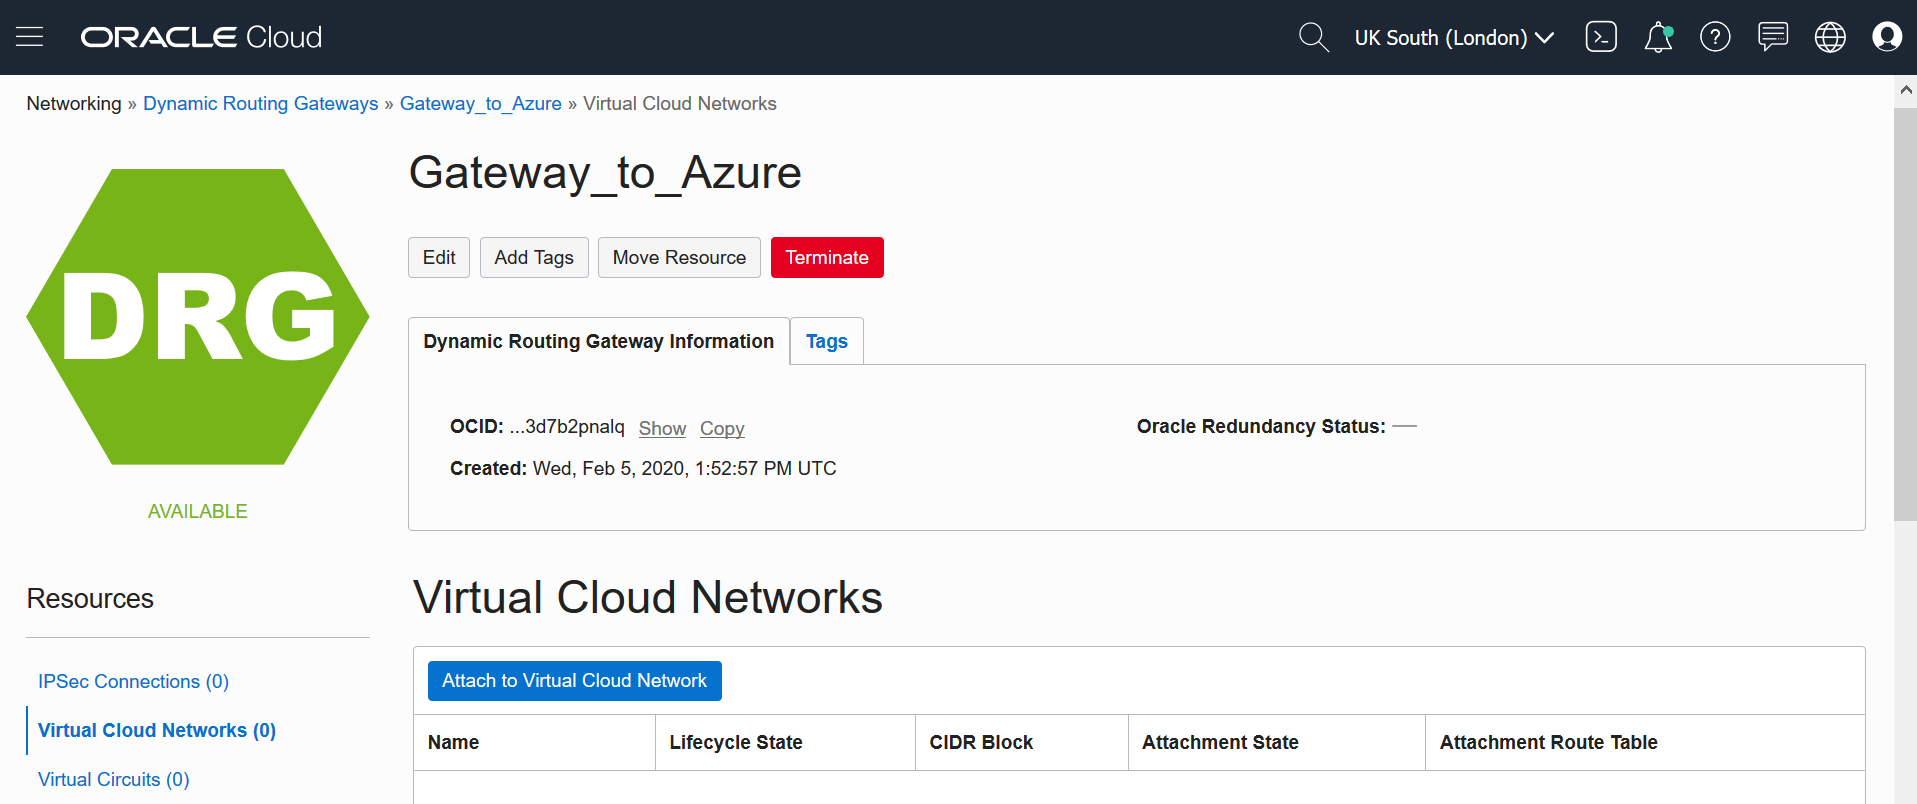 ORACLE Cloud
UK South (London)
Networking » Dynamic Routing Gateways » Gateway_to_Azure » Virtual Cloud Networks
DRG
AVAILABLE
Gateway_to_Azure
Edit Add Tags Move Resource Terminate
Dynamic Routing Gateway Information Tags
OCID: ...3d7b2pnalq Show Copy
Oracle Redundancy Status: —
Created: Wed, Feb 5, 2020, 1:52:57 PM UTC
Resources
IPSec Connections (0)
Virtual Cloud Networks (0)
Virtual Circuits (0)
Virtual Cloud Networks
Attach to Virtual Cloud Network
Name Lifecycle State CIDR Block Attachment State Attachment Route Table